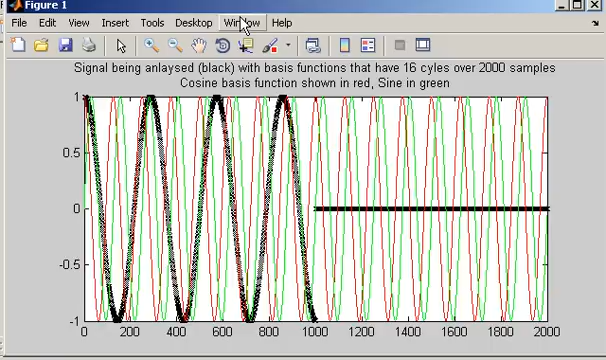 Figure 1
File Edit View Insert Tools Desktop Window Help
Signal being anlaysed (black) with basis functions that have 16 cyles over 2000 samples
Cosine basis function shown in red, Sine in green
1
0.5
0
-0.5
-1
0 200 400 600 800 1000 1200 1400 1600 1800 2000